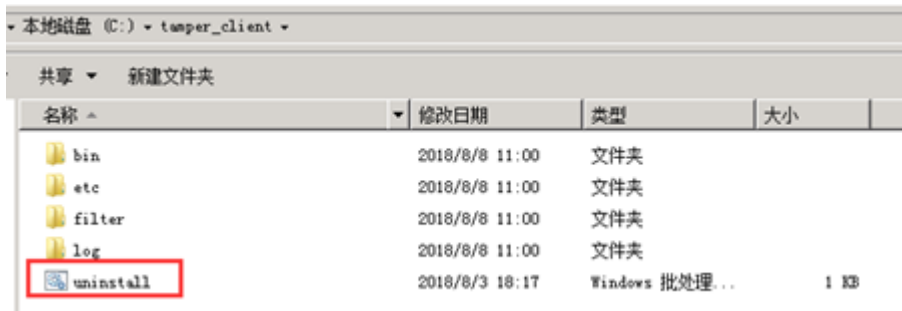 本地磁盘 (C:) tamper_client
共享 新建文件夹
名称 修改日期 类型 大小
bin 2018/8/8 11:00 文件夹
etc 2018/8/8 11:00 文件夹
filter 2018/8/8 11:00 文件夹
log 2018/8/8 11:00 文件夹
uninstall 2018/8/3 18:17 Windows 批处理... 1 KB